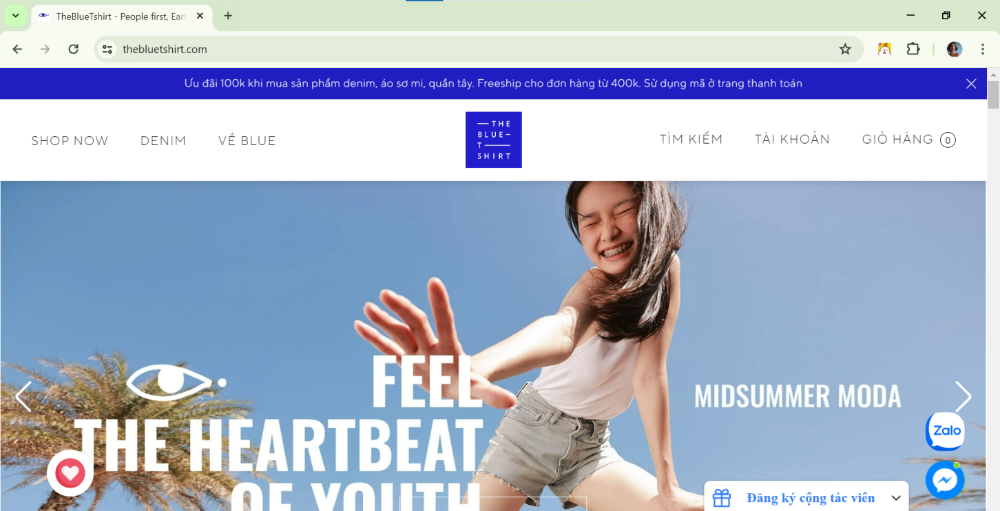 TheBlueTshirt - People first, Eart
thebluetshirt.com
Ưu đãi 100k khi mua sản phẩm denim, áo sơ mi, quần tây. Freeship cho đơn hàng từ 400k. Sử dụng mã ở trang thanh toán
SHOP NOW DENIM VỀ BLUE
THE
BLUE
T
SHIRT
TÌM KIẾM TÀI KHOẢN GIỎ HÀNG 0
FEEL
THE HEARTBEAT
OF YOUTH
MIDSUMMER MODA
Zalo
Đăng ký cộng tác viên